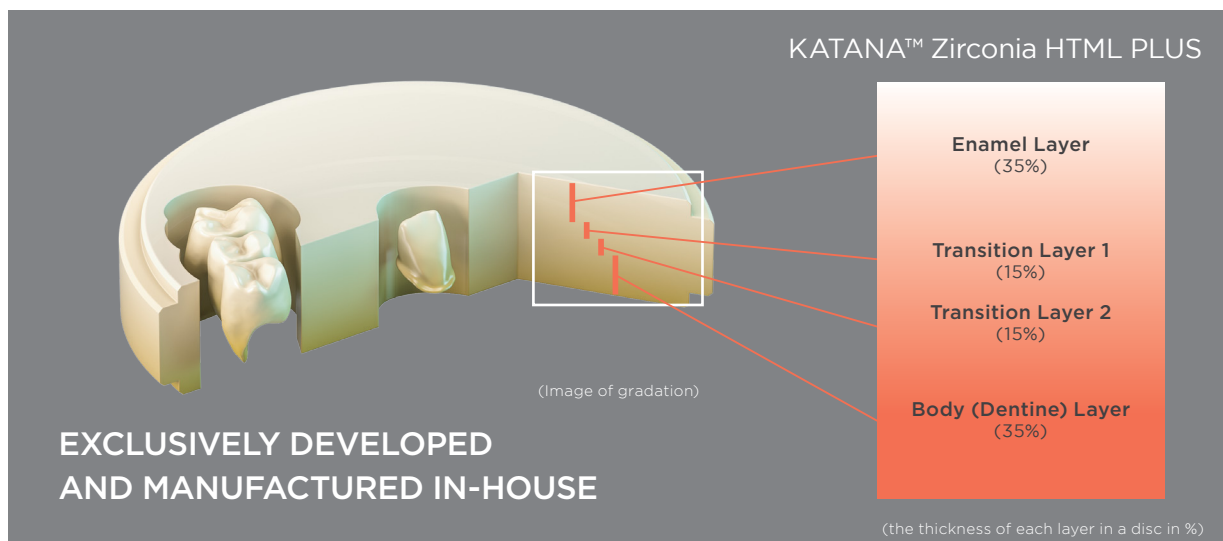 KATANA™ Zirconia HTML PLUS
Enamel Layer
(35%)
Transition Layer 1
(15%)
Transition Layer 2
(15%)
Body (Dentine) Layer
(35%)
(Image of gradation)
EXCLUSIVELY DEVELOPED
AND MANUFACTURED IN-HOUSE
(the thickness of each layer in a disc in %)